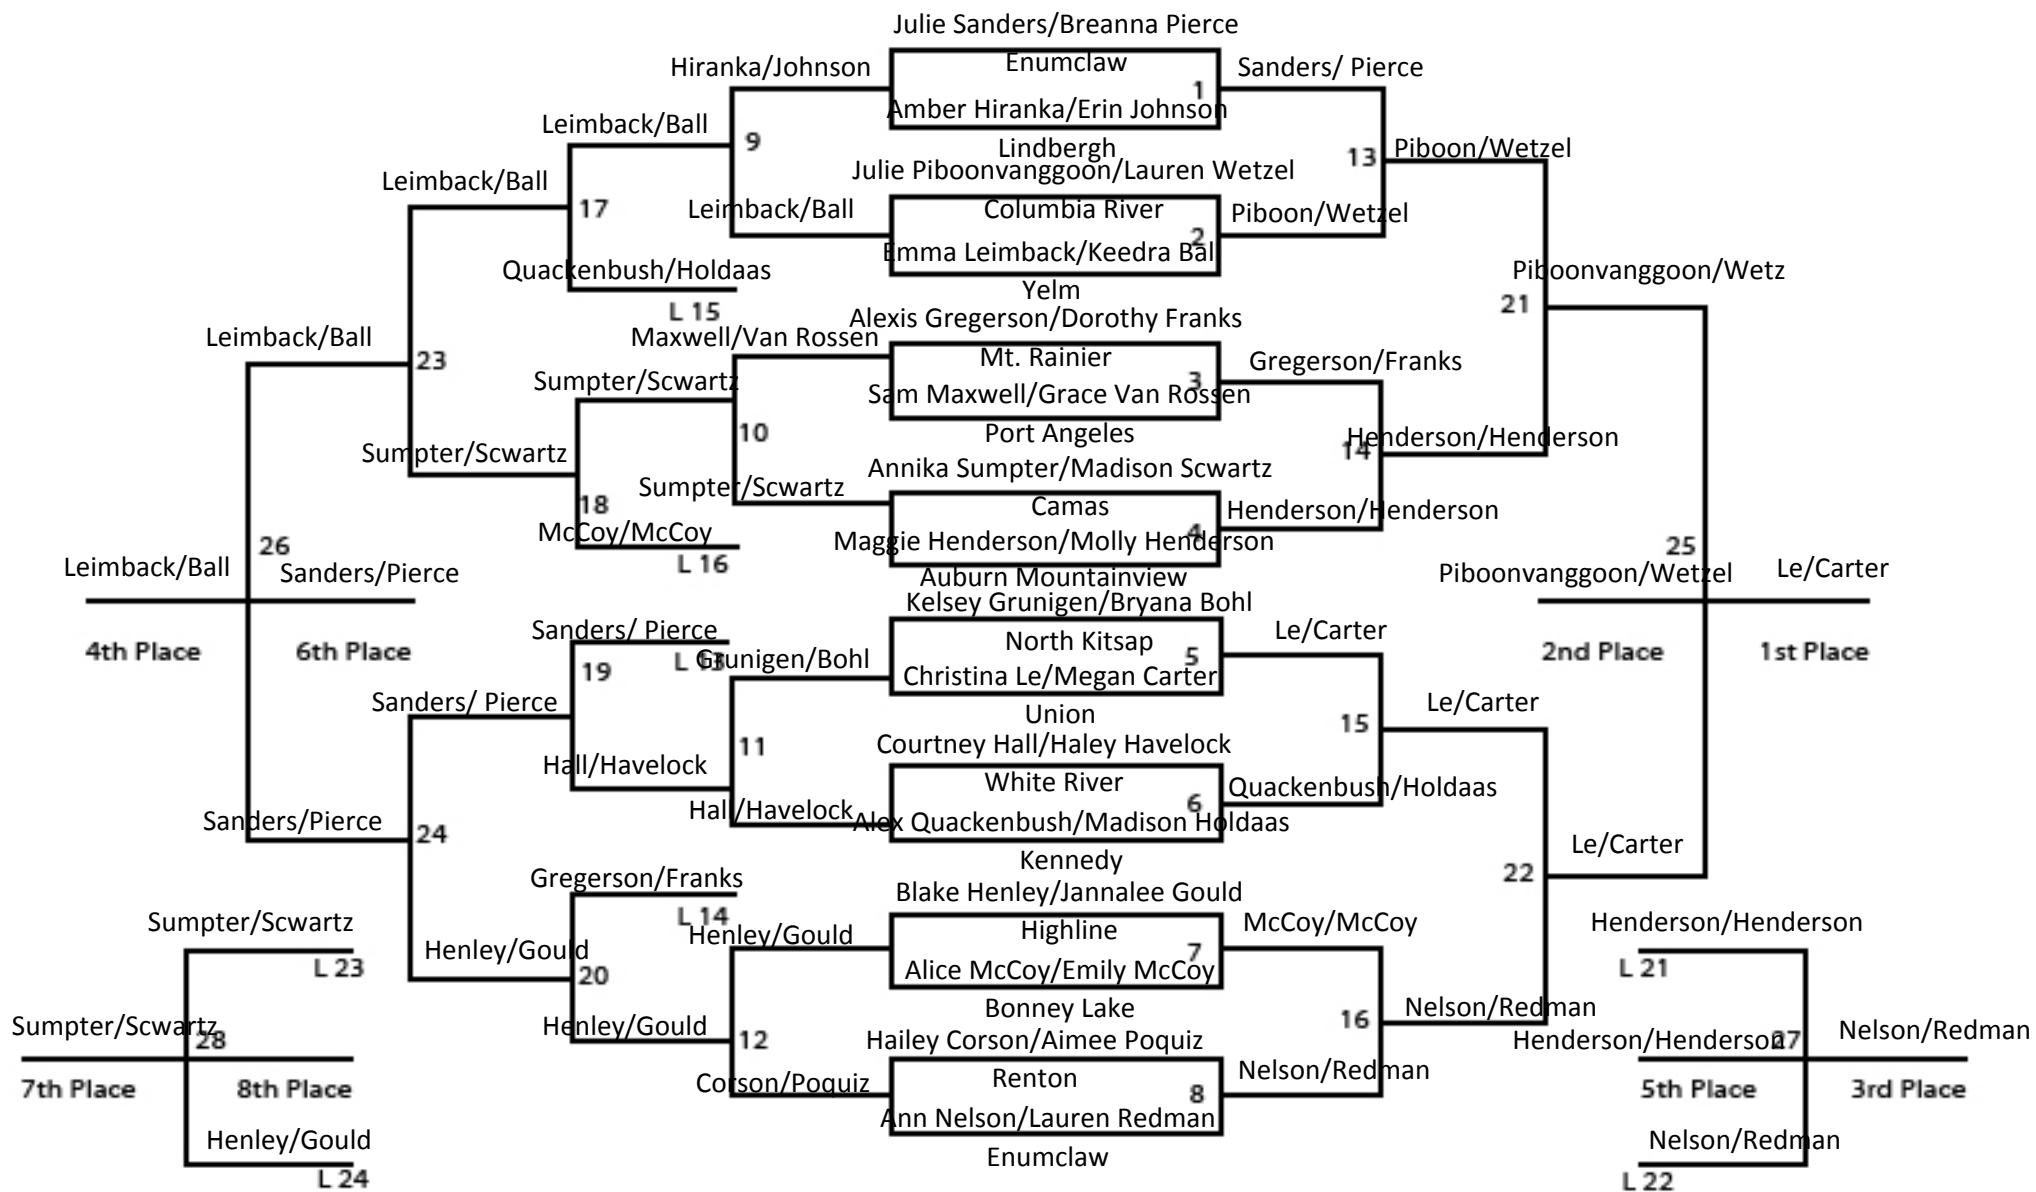 Julie Sanders/Breanna Pierce
Hiranka/Johnson
Enumclaw
Sanders/ Pierce
1
Amber Hiranka/Erin Johnson
Leimback/Ball
9
Lindbergh
Piboon/Wetzel
13
Julie Piboonvanggoon/Lauren Wetzel
Leimback/Ball
17
Leimback/Ball
Columbia River
Piboon/Wetzel
2
Emma Leimback/Keedra Bal
Quackenbush/Holdaas
Piboonvanggoon/Wetz
Yelm
L 15
21
Alexis Gregerson/Dorothy Franks
Leimback/Ball
Maxwell/Van Rossen
23
Mt. Rainier
Gregerson/Franks
Sumpter/Scwartz
3
Sam Maxwell/Grace Van Rossen
10
Port Angeles
Henderson/Henderson
14
Sumpter/Scwartz
Annika Sumpter/Madison Scwartz
Sumpter/Scwartz
18
Camas
Henderson/Henderson
McCoy/McCoy
4
Maggie Henderson/Molly Henderson
26
25
L 16
Leimback/Ball
Sanders/Pierce
Auburn Mountainview
Piboonvanggoon/Wetzel
Le/Carter
Kelsey Grunigen/Bryana Bohl
4th Place
6th Place
Sanders/ Pierce
North Kitsap
Le/Carter
2nd Place
1st Place
L 13
Grunigen/Bohl
5
19
Christina Le/Megan Carter
Sanders/ Pierce
Le/Carter
Union
15
11
Courtney Hall/Haley Havelock
Hall/Havelock
White River
Quackenbush/Holdaas
Hall/Havelock
6
Sanders/Pierce
24
Alex Quackenbush/Madison Holdaas
Le/Carter
Kennedy
22
Gregerson/Franks
Blake Henley/Jannalee Gould
L 14
Sumpter/Scwartz
Henley/Gould
Highline
McCoy/McCoy
Henderson/Henderson
Henley/Gould
7
L 23
20
Alice McCoy/Emily McCoy
L 21
Bonney Lake
Nelson/Redman
16
Sumpter/Scwartz
28
Henley/Gould
12
Hailey Corson/Aimee Poquiz
Henderson/Henderson
27
Nelson/Redman
7th Place
8th Place
Corson/Poquiz
Renton
Nelson/Redman
5th Place
3rd Place
8
Ann Nelson/Lauren Redman
Henley/Gould
Nelson/Redman
Enumclaw
L 24
L 22